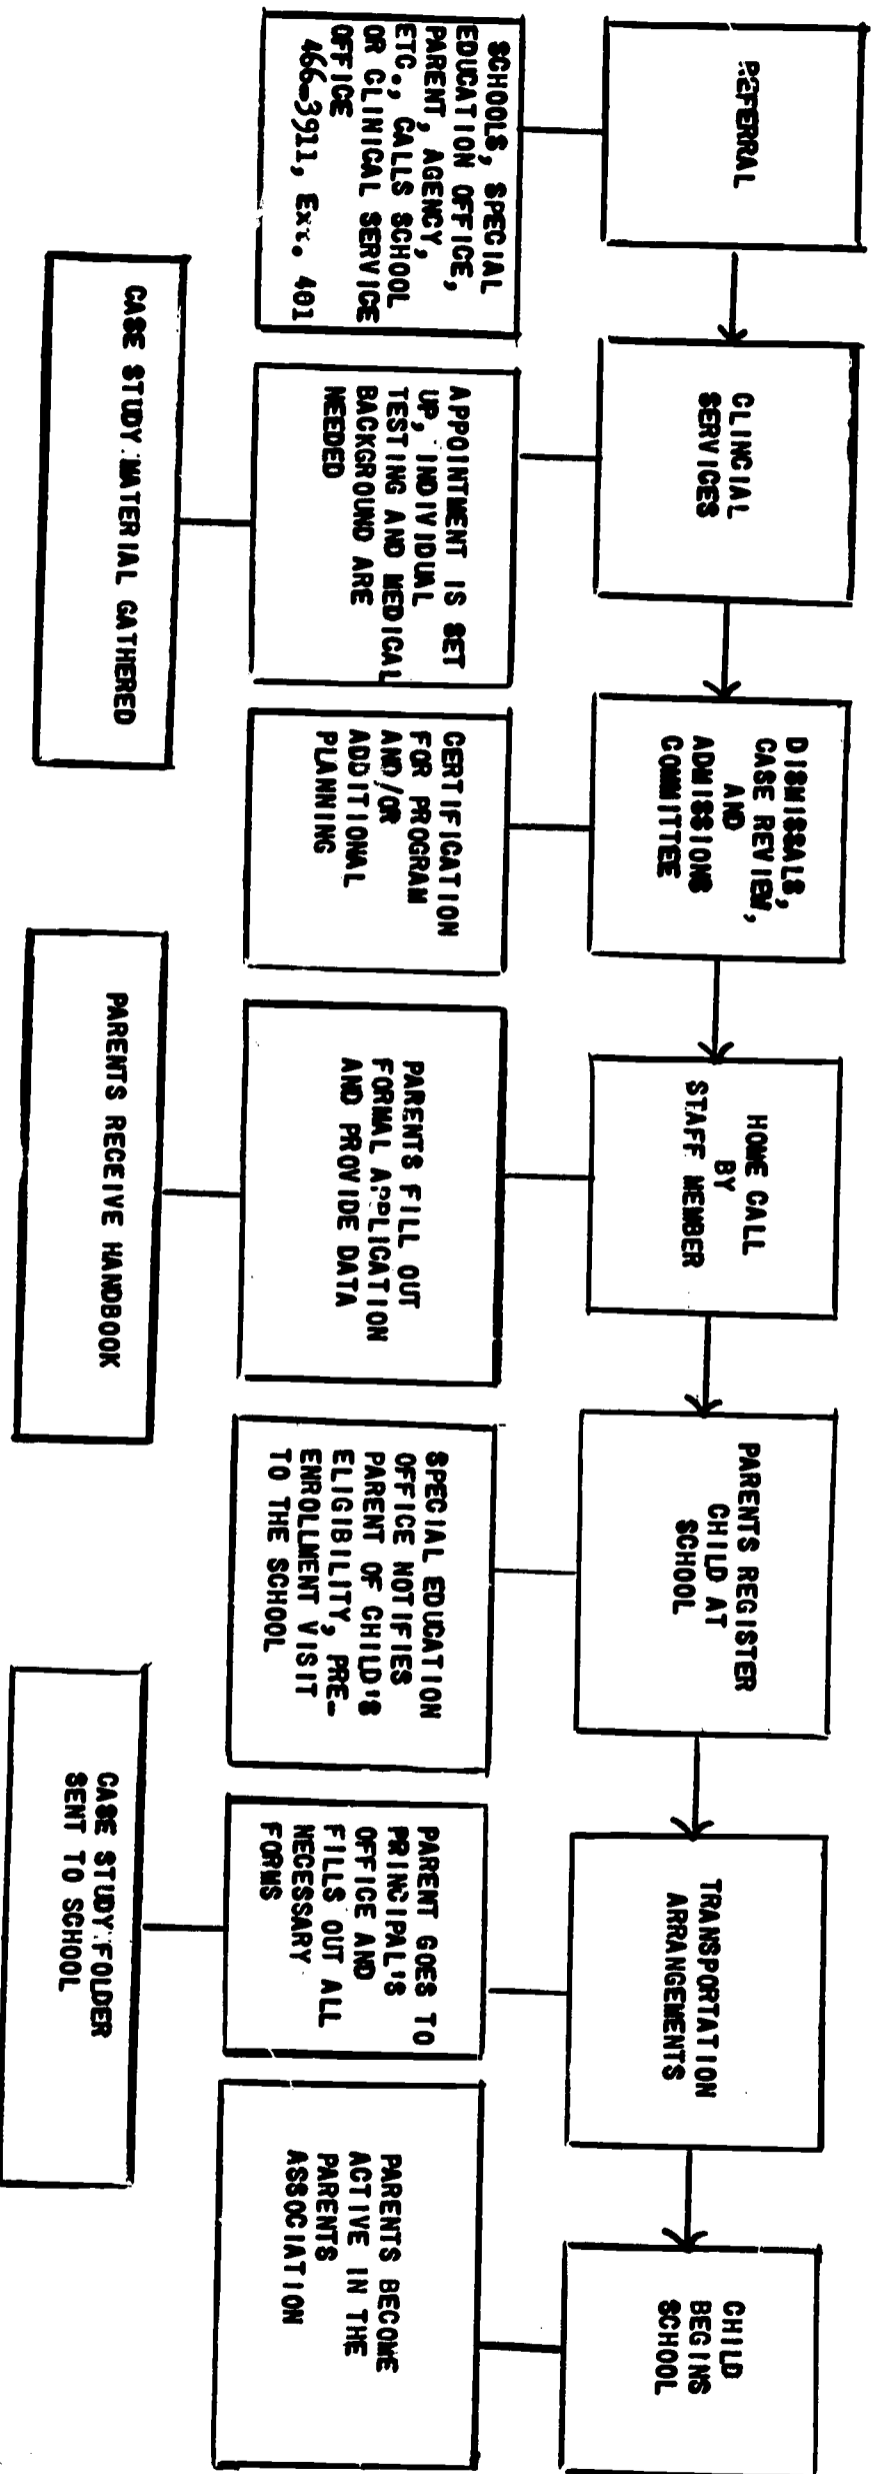 REFERRAL
CLINCIAL
SERVICES
DISMISSALS,
CASE REVIEW,
AND
ADMISSIONS
COMMITTEE
HOME CALL
BY
STAFF MEMBER
PARENTS REGISTER
CHILD AT
SCHOOL
TRANSPORTATION
ARRANGEMENTS
CHILD
BEGINS
SCHOOL
SCHOOLS, SPECIAL
EDUCATION OFFICE,
PARENT, AGENCY,
ETC., CALLS SCHOOL
OR CLINICAL SERVICE
OFFICE
466-3911, Ext. 401
APPOINTMENT IS SET
UP, INDIVIDUAL
TESTING AND MEDICAL
BACKGROUND ARE
NEEDED
CERTIFICATION
FOR PROGRAM
AND/OR
ADDITIONAL
PLANNING
PARENTS FILL OUT
FORMAL APPLICATION
AND PROVIDE DATA
SPECIAL EDUCATION
OFFICE NOTIFIES
PARENT OF CHILD'S
ELIGIBILITY, PRE-
ENROLLMENT VISIT
TO THE SCHOOL
PARENT GOES TO
PRINCIPAL'S
OFFICE AND
FILLS OUT ALL
NECESSARY
FORMS
PARENTS BECOME
ACTIVE IN THE
PARENTS
ASSOCIATION
CASE STUDY MATERIAL GATHERED
PARENTS RECEIVE HANDBOOK
CASE STUDY FOLDER
SENT TO SCHOOL